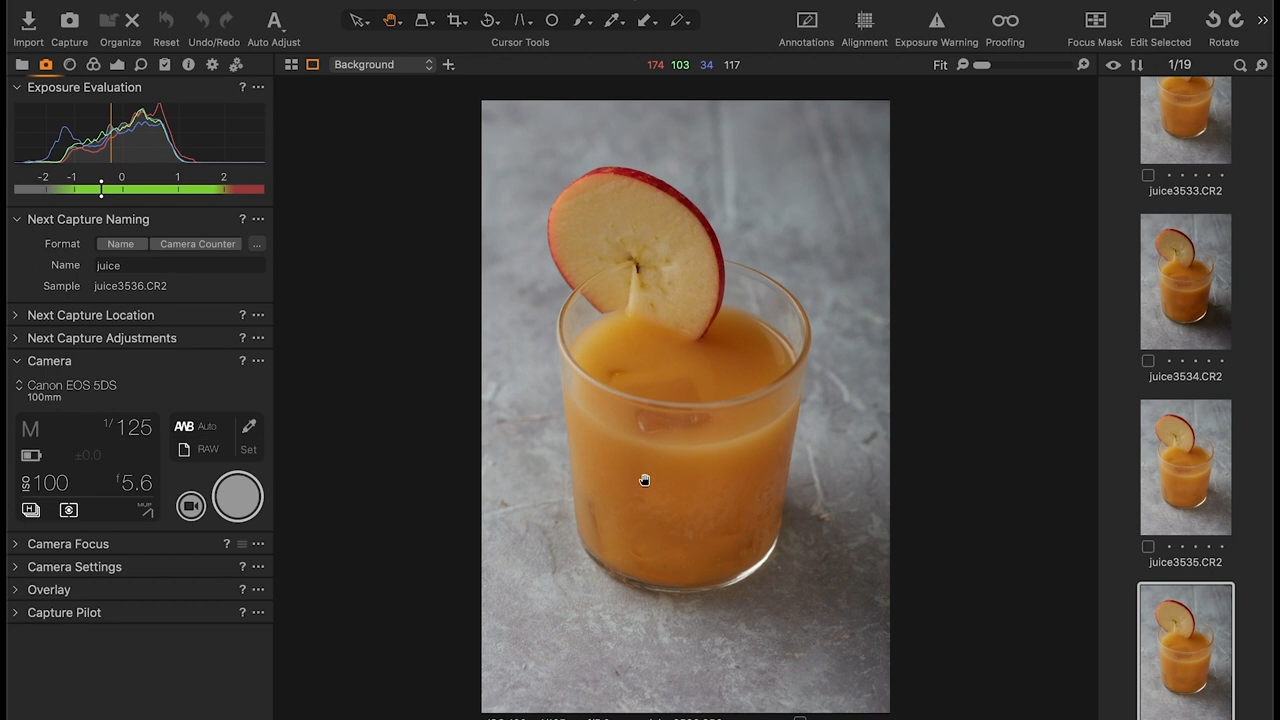 Import Capture Organize Reset Undo/Redo Auto Adjust Cursor Tools Annotations Alignment Exposure Warning Proofing Focus Mask Edit Selected Rotate
Background 174 103 34 117 Fit 1/19
Exposure Evaluation ?
-2 -1 0 1 2
Next Capture Naming ?
Format Name Camera Counter ...
Name juice
Sample juice3536.CR2
Next Capture Location ?
Next Capture Adjustments ?
Camera ?
Canon EOS 5DS
100mm
M 1/125
±0.0
ISO 100 f5.6
AWB Auto
RAW Set
MUP
Camera Focus ?
Camera Settings ?
Overlay ?
Capture Pilot ?
juice3533.CR2
juice3534.CR2
juice3535.CR2